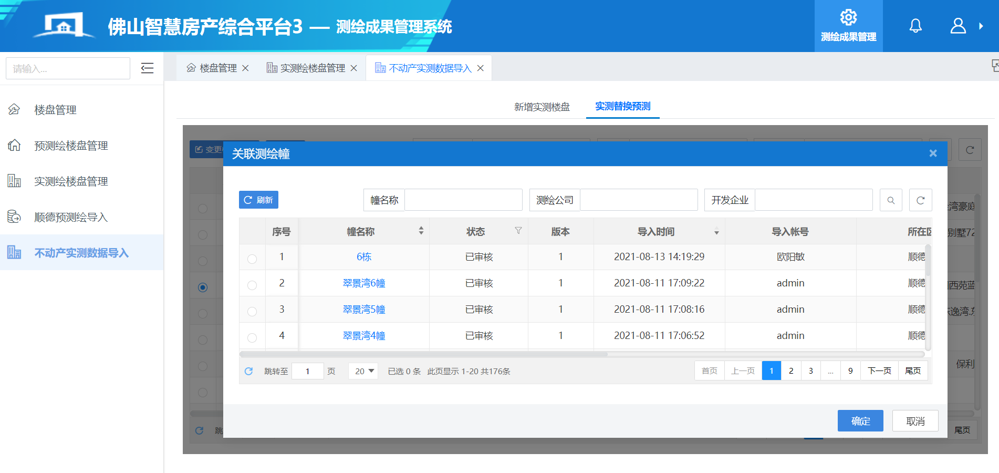 佛山智慧房产综合平台3 — 测绘成果管理系统
测绘成果管理
请输入...
楼盘管理
实测绘楼盘管理
不动产实测数据导入
楼盘管理
预测绘楼盘管理
实测绘楼盘管理
顺德预测绘导入
不动产实测数据导入
新增实测楼盘
实测替换预测
变更
关联测绘幢
刷新
幢名称
测绘公司
开发企业
序号 幢名称 状态 版本 导入时间 导入帐号 所在区
1 6栋 已审核 1 2021-08-13 14:19:29 欧阳敏 顺德
2 翠景湾6幢 已审核 1 2021-08-11 17:09:22 admin 顺德
3 翠景湾5幢 已审核 1 2021-08-11 17:08:16 admin 顺德
4 翠景湾4幢 已审核 1 2021-08-11 17:06:52 admin 顺德
湾豪庭
别墅72
西苑蓝
逸湾.东
保利
跳转至 1 页 20 已选 0 条 此页显示 1-20 共176条
首页 上一页 1 2 3 ... 9 下一页 尾页
确定
取消
跳
尾页